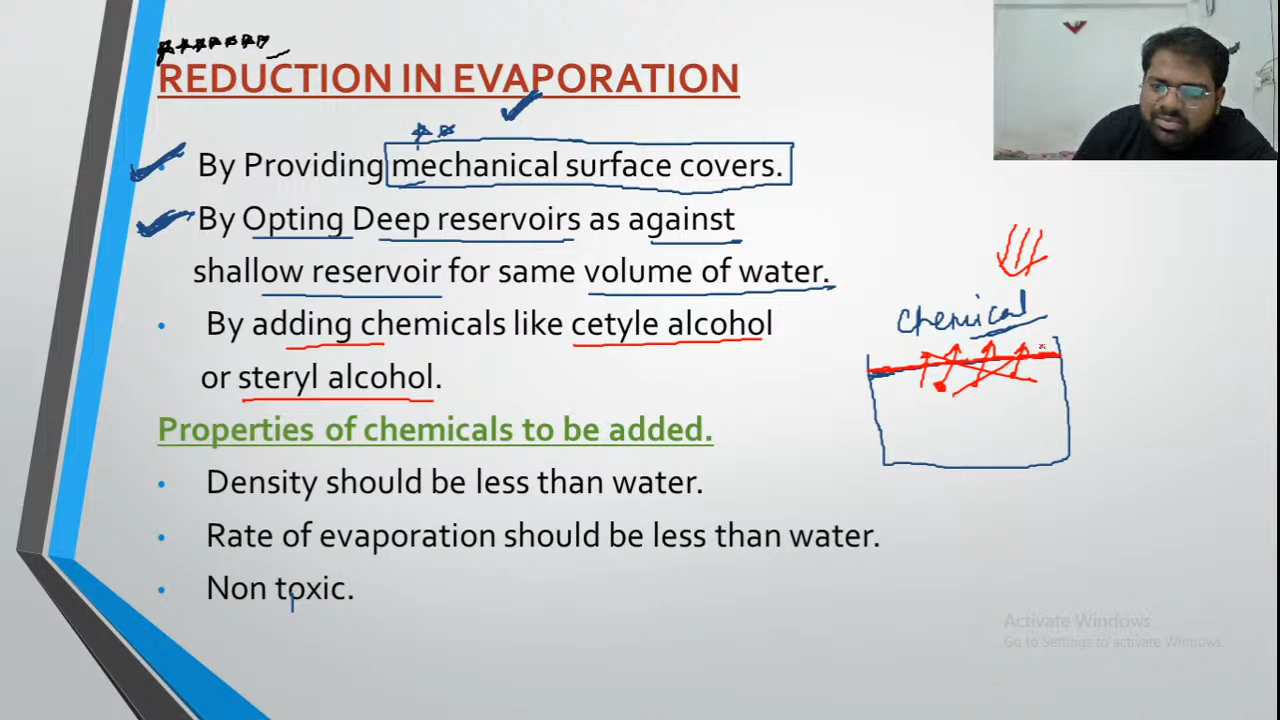 REDUCTION IN EVAPORATION
• By Providing mechanical surface covers.
• By Opting Deep reservoirs as against
shallow reservoir for same volume of water.
• By adding chemicals like cetyle alcohol
or steryl alcohol.
chemical
Properties of chemicals to be added.
• Density should be less than water.
• Rate of evaporation should be less than water.
• Non toxic.
Activate Windows
Go to Settings to activate Windows.